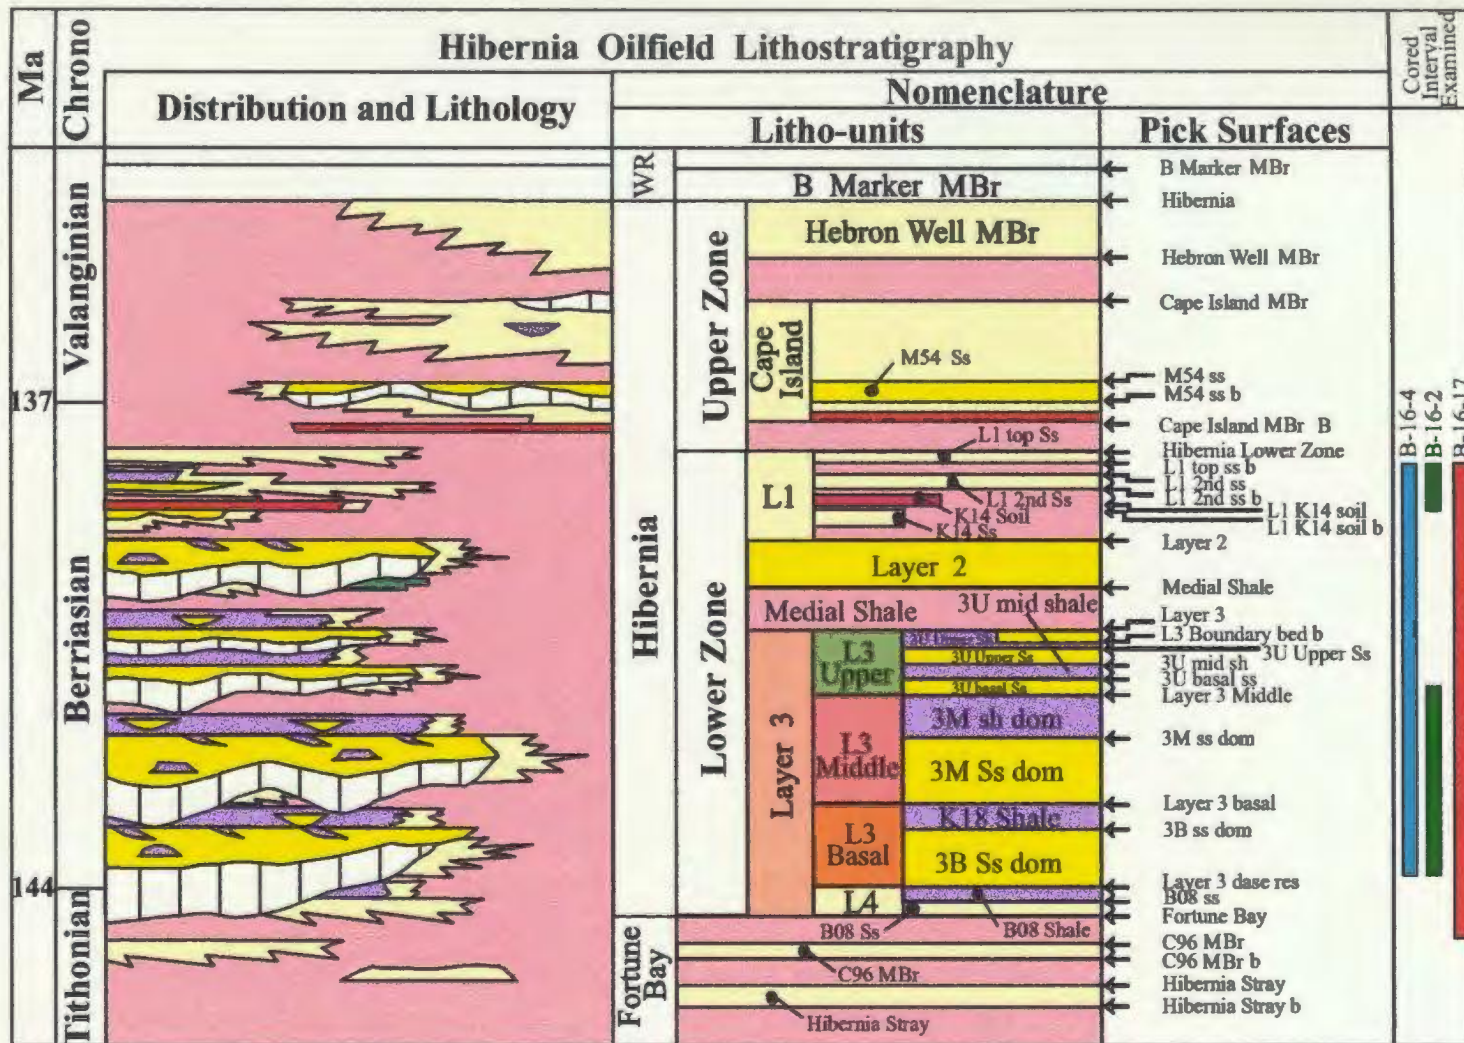 Hibernia Oilfield Lithostratigraphy
Ma
Chrono
Distribution and Lithology
Nomenclature
Litho-units
Pick Surfaces
Cored
Interval
Examined
Valanginian
Berriasian
Tithonian
137
144
WR
Hibernia
Fortune
Bay
Upper Zone
Lower Zone
B Marker MBr
Hebron Well MBr
Cape
Island
M54 Ss
L1 top Ss
L1
L1 2nd Ss
K14 Soil
K14 Ss
Layer 2
Medial Shale
3U mid shale
Layer 3
L3
Upper
3U Upper Ss
3U basal Ss
L3
Middle
3M sh dom
3M Ss dom
L3
Basal
K18 Shale
3B Ss dom
L4
B08 Ss
B08 Shale
C96 MBr
Hibernia Stray
B Marker MBr
Hibernia
Hebron Well MBr
Cape Island MBr
M54 ss
M54 ss b
Cape Island MBr B
Hibernia Lower Zone
L1 top ss b
L1 2nd ss
L1 2nd ss b
L1 K14 soil
L1 K14 soil b
Layer 2
Medial Shale
Layer 3
L3 Boundary bed b
3U Upper Ss
3U mid sh
3U basal ss
Layer 3 Middle
3M ss dom
Layer 3 basal
3B ss dom
Layer 3 dase res
B08 ss
Fortune Bay
C96 MBr
C96 MBr b
Hibernia Stray
Hibernia Stray b
B-16-4
B-16-2
B-16-17